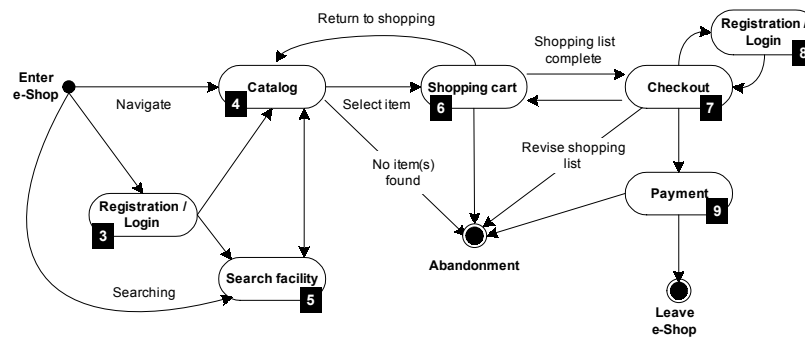 Return to shopping
Registration /
Login
8
Shopping list
complete
Enter
e-Shop
Navigate
Catalog
4
Select item
Shopping cart
6
Checkout
7
No item(s)
found
Revise shopping
list
Registration /
Login
3
Payment
9
Abandonment
Search facility
5
Searching
Leave
e-Shop